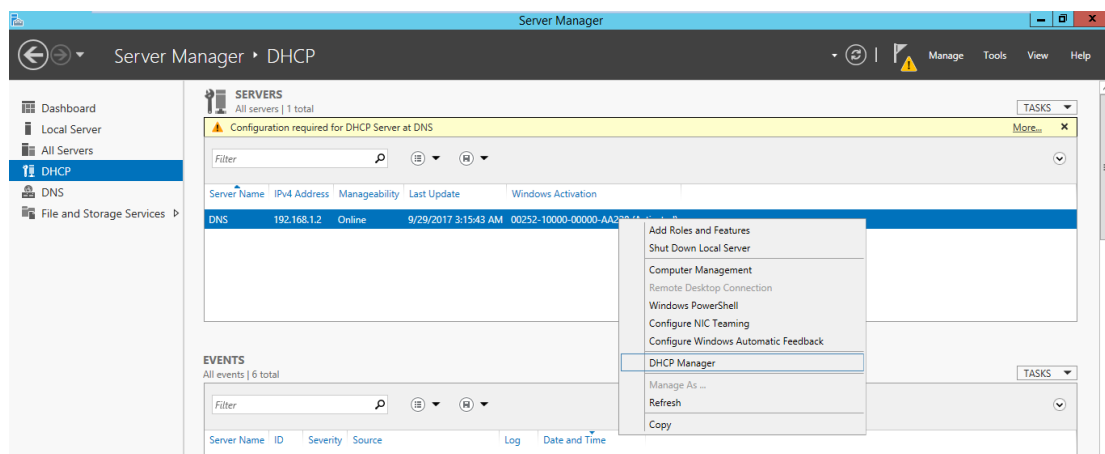 Server Manager
Server Manager • DHCP
Manage Tools View Help
Dashboard
Local Server
All Servers
DHCP
DNS
File and Storage Services
SERVERS
All servers | 1 total
TASKS
Configuration required for DHCP Server at DNS
More...
Filter
Server Name IPv4 Address Manageability Last Update Windows Activation
DNS 192.168.1.2 Online 9/29/2017 3:15:43 AM 00252-10000-00000-
Add Roles and Features
Shut Down Local Server
Computer Management
Remote Desktop Connection
Windows PowerShell
Configure NIC Teaming
Configure Windows Automatic Feedback
DHCP Manager
Manage As ...
Refresh
Copy
EVENTS
All events | 6 total
TASKS
Filter
Server Name ID Severity Source Log Date and Time